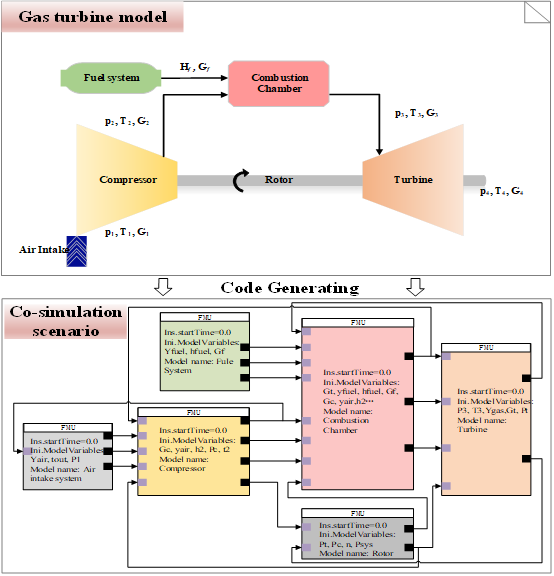 Gas turbine model
Fuel system
Hf , Gf
Combustion
Chamber
p2 , T 2 , G2
p3 , T 3 , G3
Compressor
Rotor
Turbine
p4 , T4 , G4
p1 , T 1 , G1
Air Intake
Code Generating
Co-simulation
scenario
FMU
Ins.startTime=0.0
Ini.ModelVariables:
Yfuel, hfuel, Gf
Model name: Fule
System
FMU
Ins.startTime=0.0
Ini.ModelVariables:
Gt, yfuel, hfuel, Gf,
Gc, yair,h2···
Model name:
Combustion
Chamber
FMU
Ins.startTime=0.0
Ini.ModelVariables:
P3, T3,Ygas,Gt, Pt
Model name:
Turbine
FMU
Ins.startTime=0.0
Ini.ModelVariables:
Gc, yair, h2, Pc, t2
Model name:
Compressor
FMU
Ins.startTime=0.0
Ini.ModelVariables
Yair, tout, P1
Model name: Air
intake system
FMU
Ins.startTime=0.0
Ini.ModelVariables:
Pt, Pc, n, Psys
Model name: Rotor